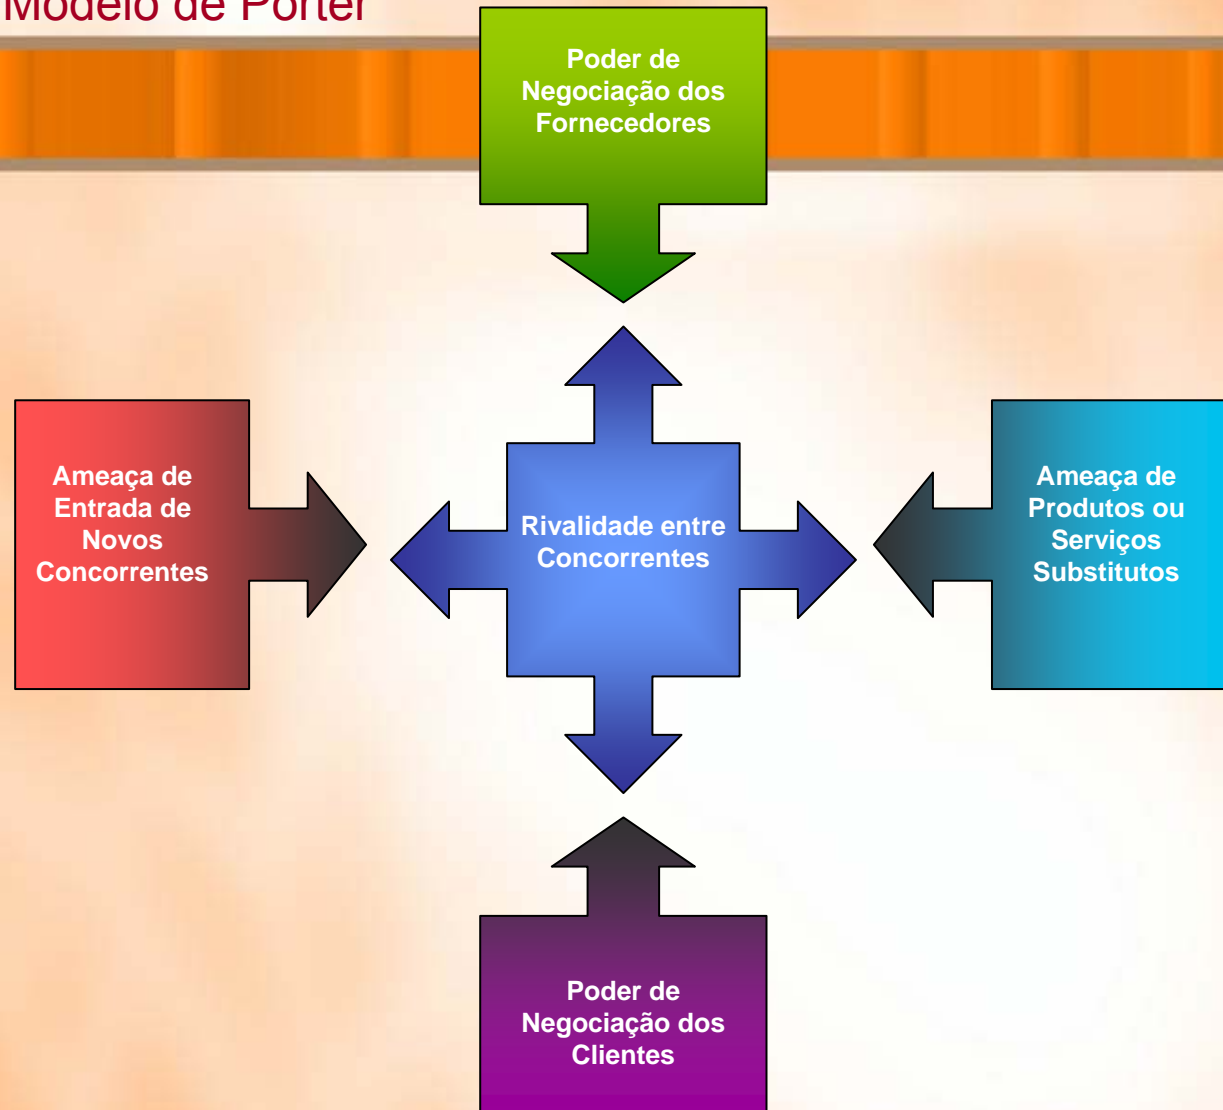 Modelo de Porter
Poder de
Negociação dos
Fornecedores
Ameaça de
Entrada de
Novos
Concorrentes
Rivalidade entre
Concorrentes
Ameaça de
Produtos ou
Serviços
Substitutos
Poder de
Negociação dos
Clientes